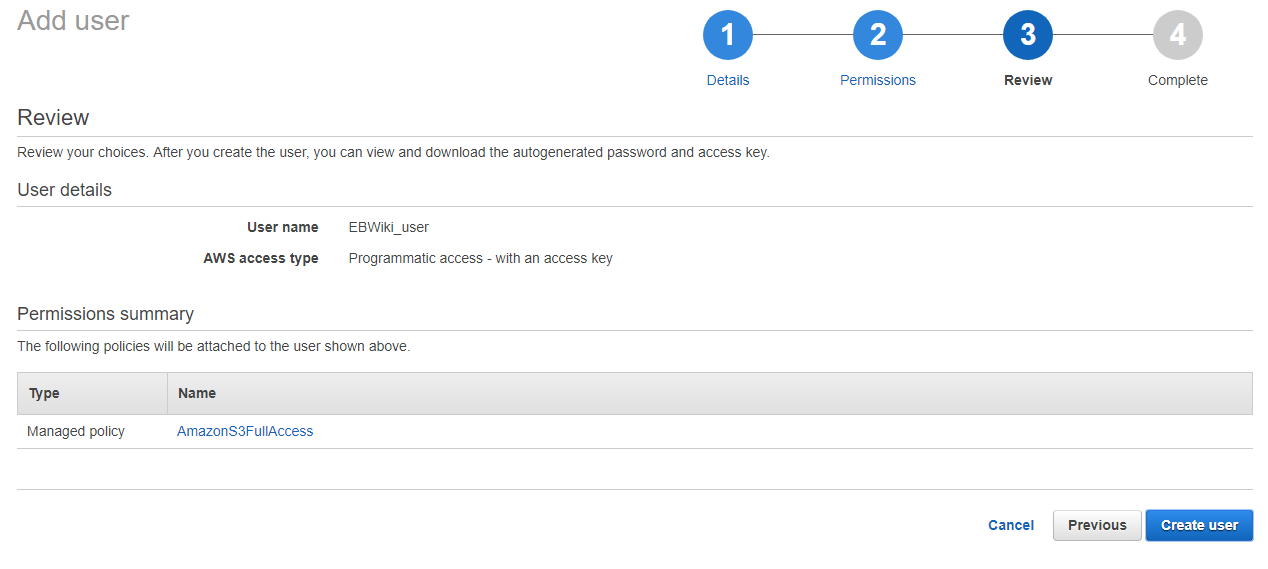 Add user
1 2 3 4
Details Permissions Review Complete
Review
Review your choices. After you create the user, you can view and download the autogenerated password and access key.
User details
User name EBWiki_user
AWS access type Programmatic access - with an access key
Permissions summary
The following policies will be attached to the user shown above.
Type Name
Managed policy AmazonS3FullAccess
Cancel Previous Create user